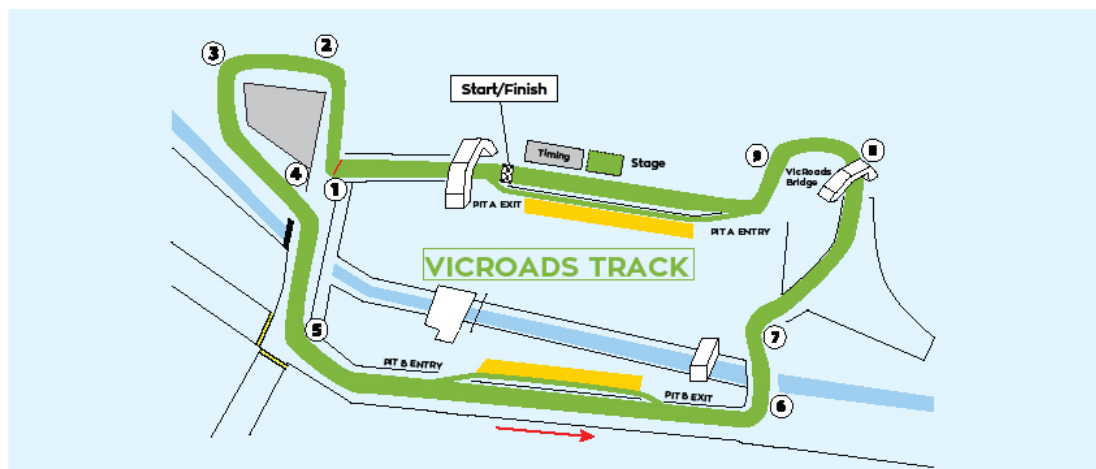 2
3
Start/Finish
Timing
Stage
9
8
VicRoads
Bridge
4
1
PIT A EXIT
PIT A ENTRY
VICROADS TRACK
5
7
PIT B ENTRY
PIT B EXIT
6